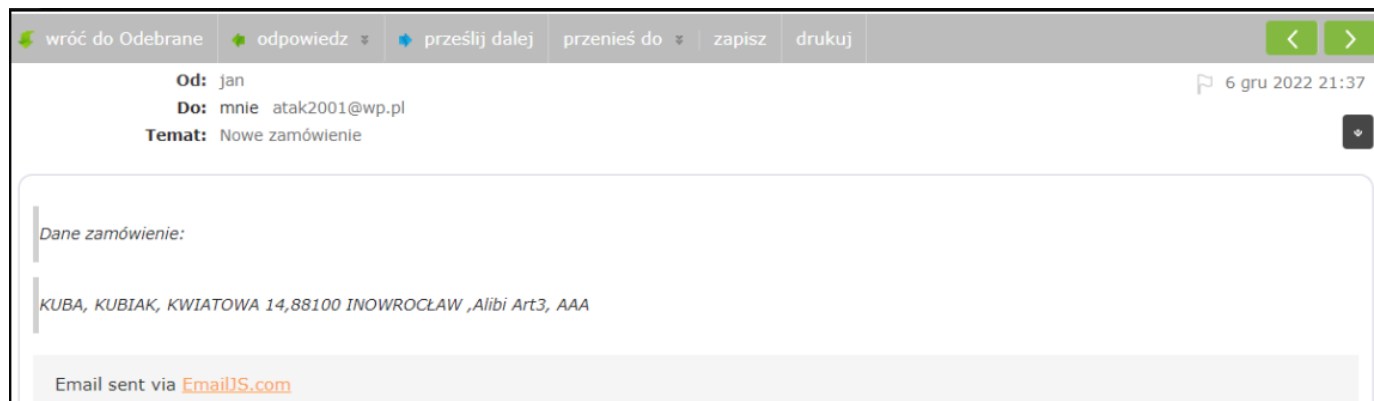 wróć do Odebrane odpowiedz prześlij dalej przenieś do zapisz drukuj
Od: jan 6 gru 2022 21:37
Do: mnie atak2001@wp.pl
Temat: Nowe zamówienie
Dane zamówienie:
KUBA, KUBIAK, KWIATOWA 14,88100 INOWROCŁAW ,Alibi Art3, AAA
Email sent via EmailJS.com